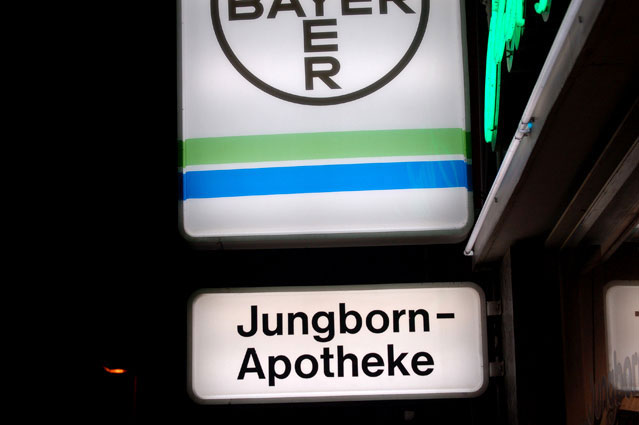 BAYER
E
R
Jungborn-
Apotheke